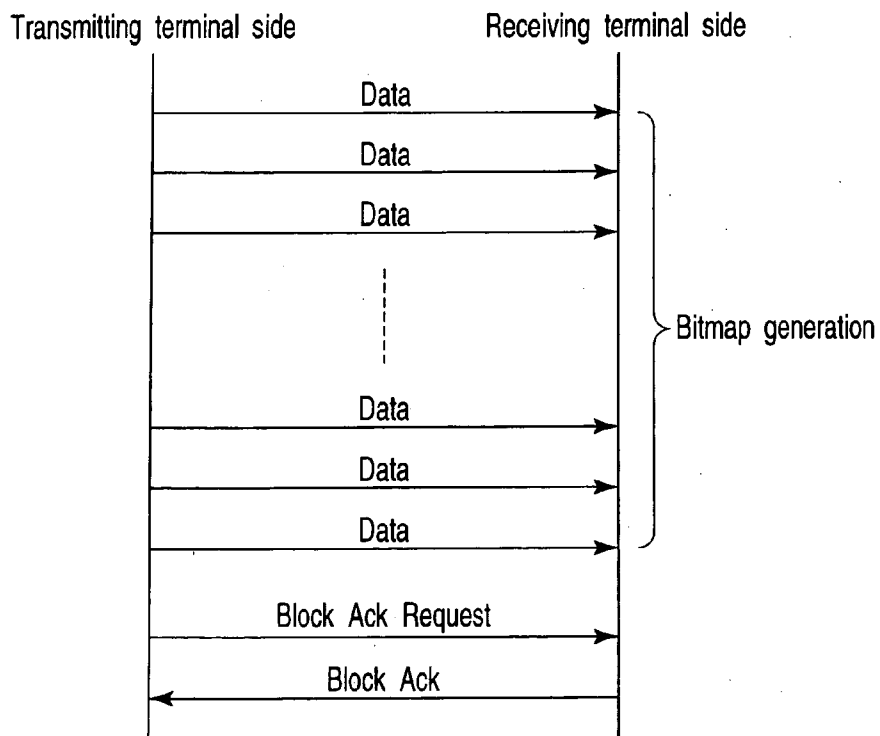 Transmitting terminal side
Receiving terminal side
Data
Data
Data
Bitmap generation
Data
Data
Data
Block Ack Request
Block Ack